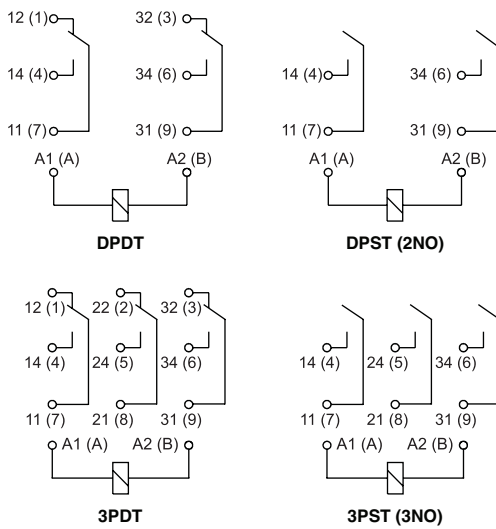 12 (1) 32 (3)
14 (4) 34 (6) 14 (4) 34 (6)
11 (7) 31 (9) 11 (7) 31 (9)
A1 (A) A2 (B) A1 (A) A2 (B)
DPDT DPST (2NO)
12 (1) 22 (2) 32 (3)
14 (4) 24 (5) 34 (6) 14 (4) 24 (5) 34 (6)
11 (7) 21 (8) 31 (9) 11 (7) 21 (8) 31 (9)
A1 (A) A2 (B) A1 (A) A2 (B)
3PDT 3PST (3NO)